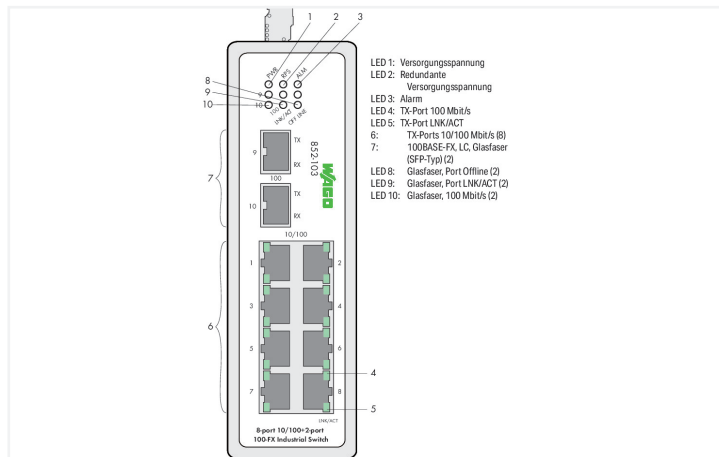 1 2 3
PWR RPS ALM
8
9 9
10 10
100 LNK/ACT OFF LINE
852-103
WAGO
TX
9
RX
100
7
TX
10
RX
10/100
1 2
3 4
6
5 6
4
7 8
5
LNK/ACT
8-port 10/100+2-port
100-FX Industrial Switch
LED 1: Versorgungsspannung
LED 2: Redundante
Versorgungsspannung
LED 3: Alarm
LED 4: TX-Port 100 Mbit/s
LED 5: TX-Port LNK/ACT
6: TX-Ports 10/100 Mbit/s (8)
7: 100BASE-FX, LC, Glasfaser
(SFP-Typ) (2)
LED 8: Glasfaser, Port Offline (2)
LED 9: Glasfaser, Port LNK/ACT (2)
LED 10: Glasfaser, 100 Mbit/s (2)